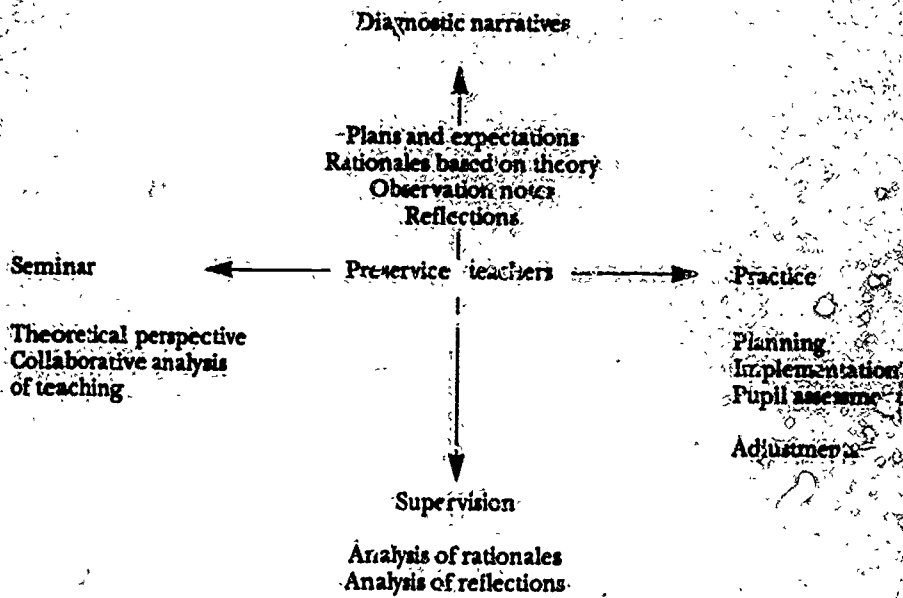 Diagnostic narratives
Plans and expectations
Rationales based on theory
Observation notes
Reflections
Seminar
Preservice teachers
Practice
Theoretical perspective
Collaborative analysis
of teaching
Planning
Implementation
Pupil assessment
Adjustments
Supervision
Analysis of rationales
Analysis of reflections